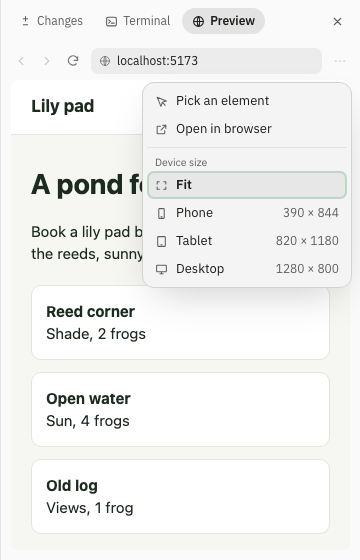 Changes
Terminal
Preview
localhost:5173
Lily pad
Pick an element
Open in browser
Device size
Fit
Phone 390 × 844
Tablet 820 × 1180
Desktop 1280 × 800
A pond
Book a lily pad
the reeds, sunny
Reed corner
Shade, 2 frogs
Open water
Sun, 4 frogs
Old log
Views, 1 frog